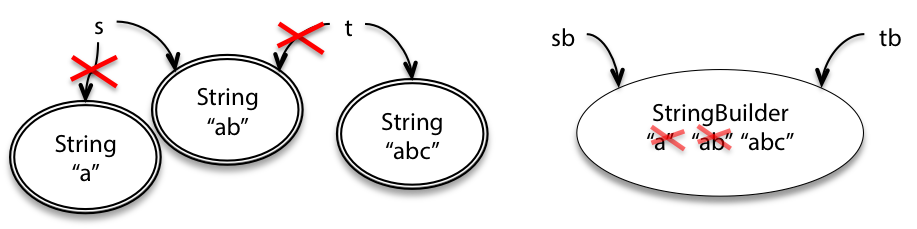 s
t
String
“a”
String
“ab”
String
“abc”
sb
tb
StringBuilder
“a” “ab” “abc”